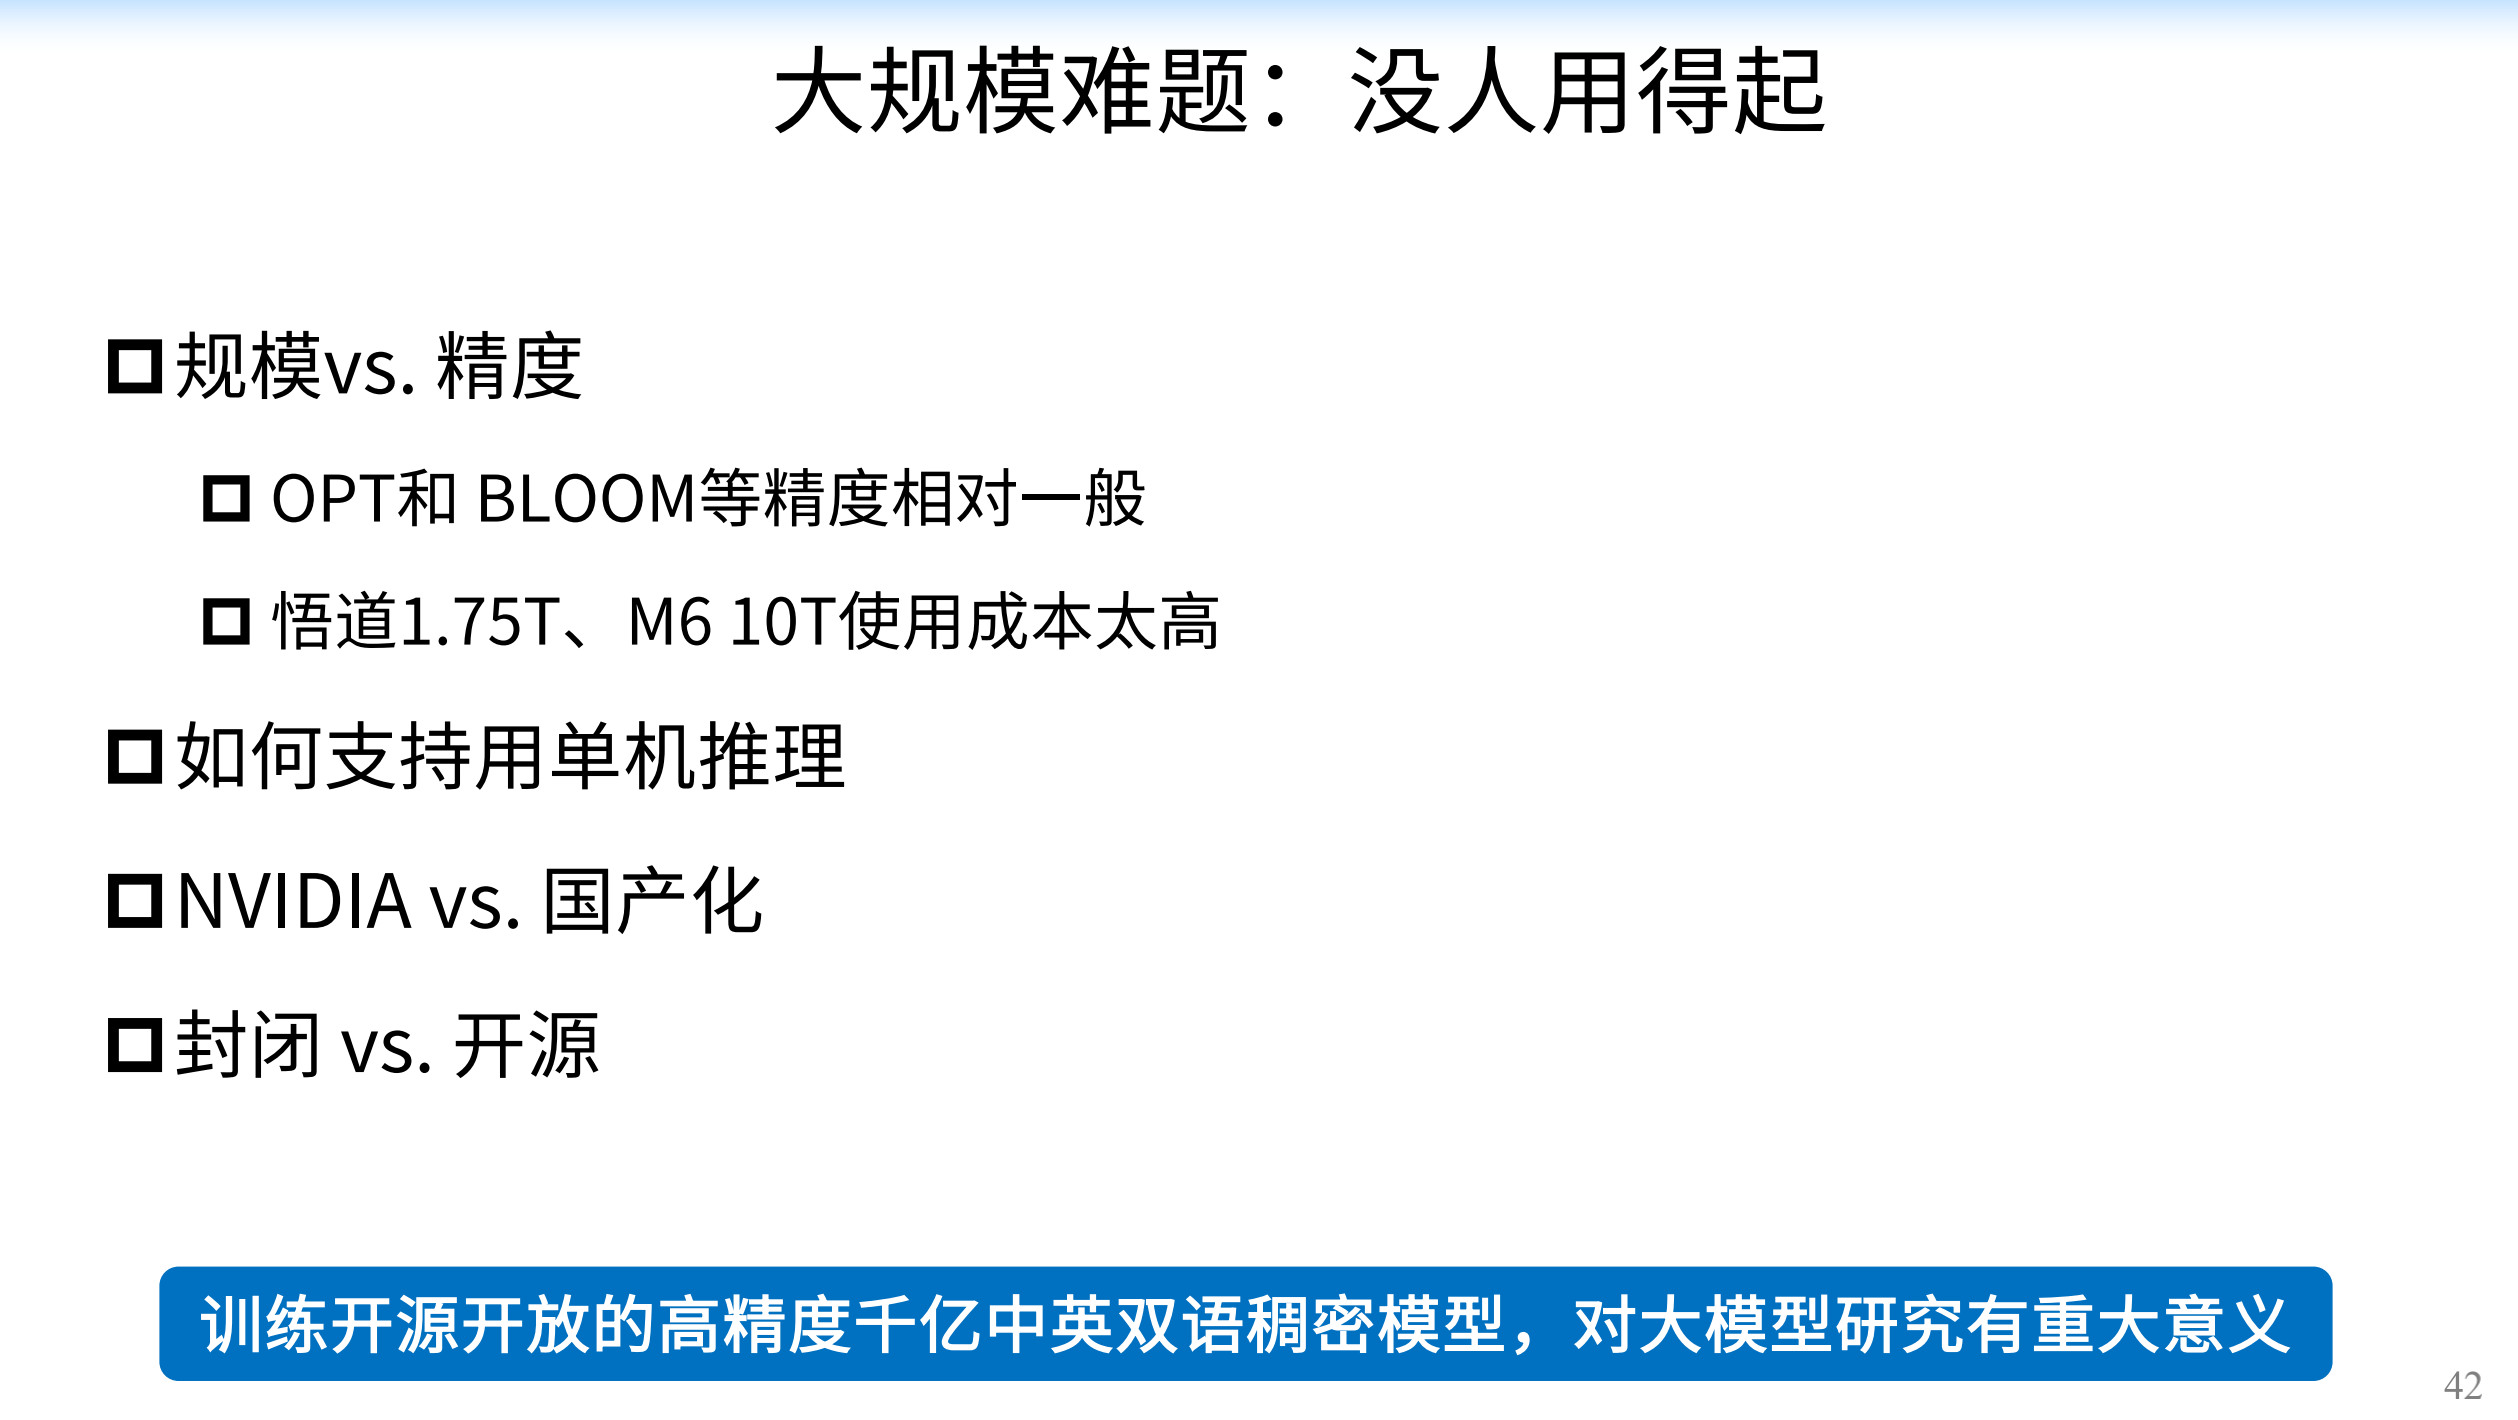 大规模难题：没人用得起
规模vs. 精度
OPT和 BLOOM等精度相对一般
悟道1.75T、 M6 10T使用成本太高
如何支持用单机推理
NVIDIA vs. 国产化
封闭 vs. 开源
训练开源开放的高精度千亿中英双语稠密模型，对大模型研究有重大意义
42